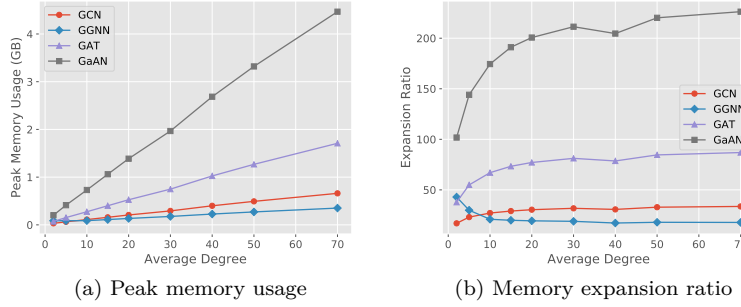 Peak Memory Usage (GB)
4
3
2
1
0
GCN
GGNN
GAT
GaAN
0 10 20 30 40 50 60 70
Average Degree
(a) Peak memory usage
Expansion Ratio
200
150
100
50
GCN
GGNN
GAT
GaAN
0 10 20 30 40 50 60 70
Average Degree
(b) Memory expansion ratio